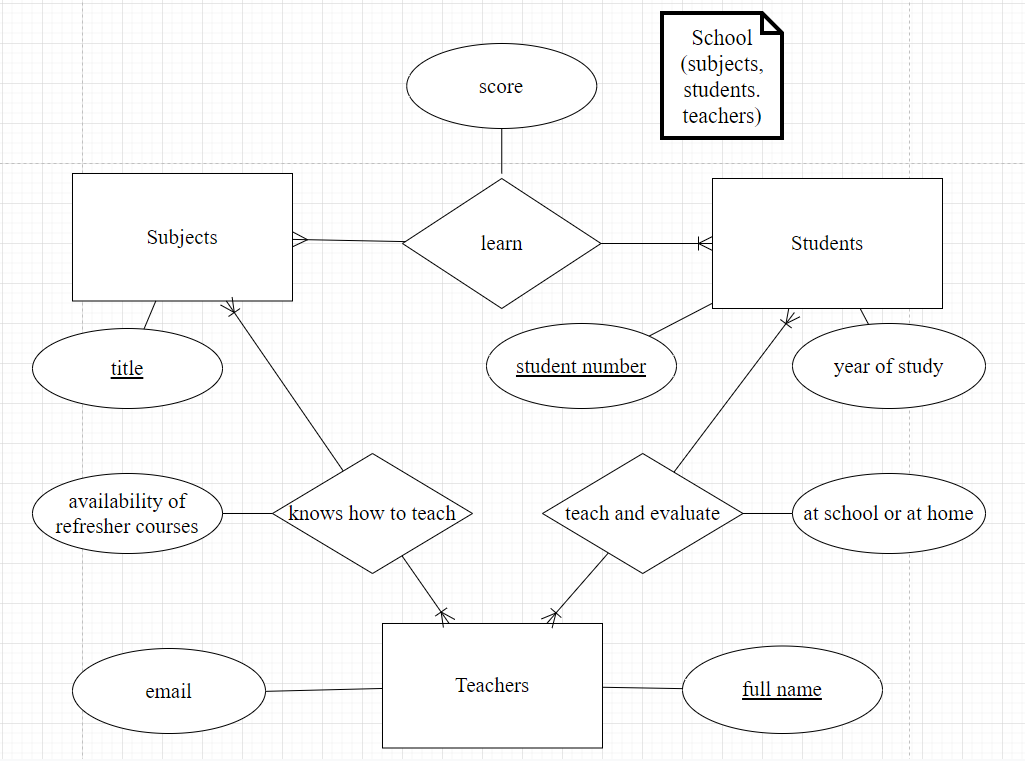 School
(subjects,
students.
teachers)
score
Subjects
learn
Students
title
student number
year of study
availability of
refresher courses
knows how to teach
teach and evaluate
at school or at home
email
Teachers
full name